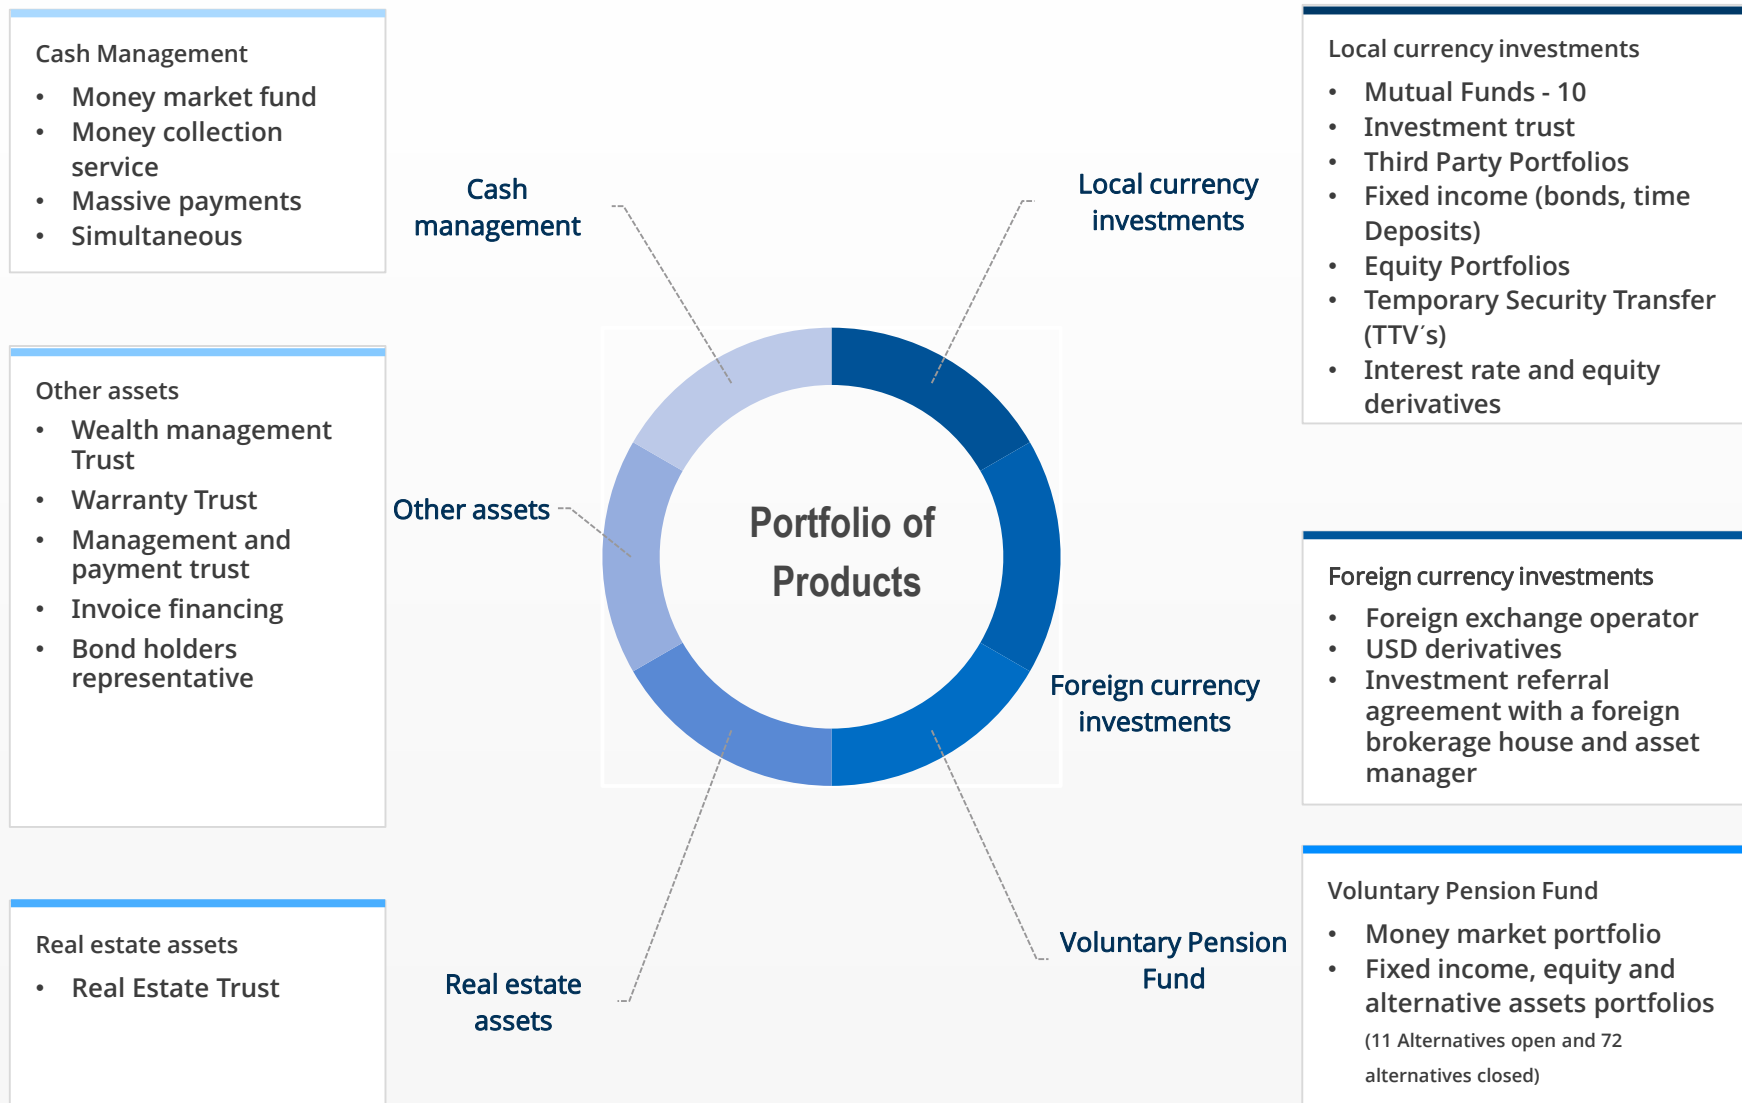 Cash Management
• Money market fund
• Money collection
service
• Massive payments
• Simultaneous
Other assets
• Wealth management
Trust
• Warranty Trust
• Management and
payment trust
• Invoice financing
• Bond holders
representative
Real estate assets
• Real Estate Trust
Cash
management
Other assets
Real estate
assets
Portfolio of
Products
Local currency
investments
Foreign currency
investments
Voluntary Pension
Fund
Local currency investments
• Mutual Funds - 10
• Investment trust
• Third Party Portfolios
• Fixed income (bonds, time
Deposits)
• Equity Portfolios
• Temporary Security Transfer
(TTV´s)
• Interest rate and equity
derivatives
Foreign currency investments
• Foreign exchange operator
• USD derivatives
• Investment referral
agreement with a foreign
brokerage house and asset
manager
Voluntary Pension Fund
• Money market portfolio
• Fixed income, equity and
alternative assets portfolios
(11 Alternatives open and 72
alternatives closed)